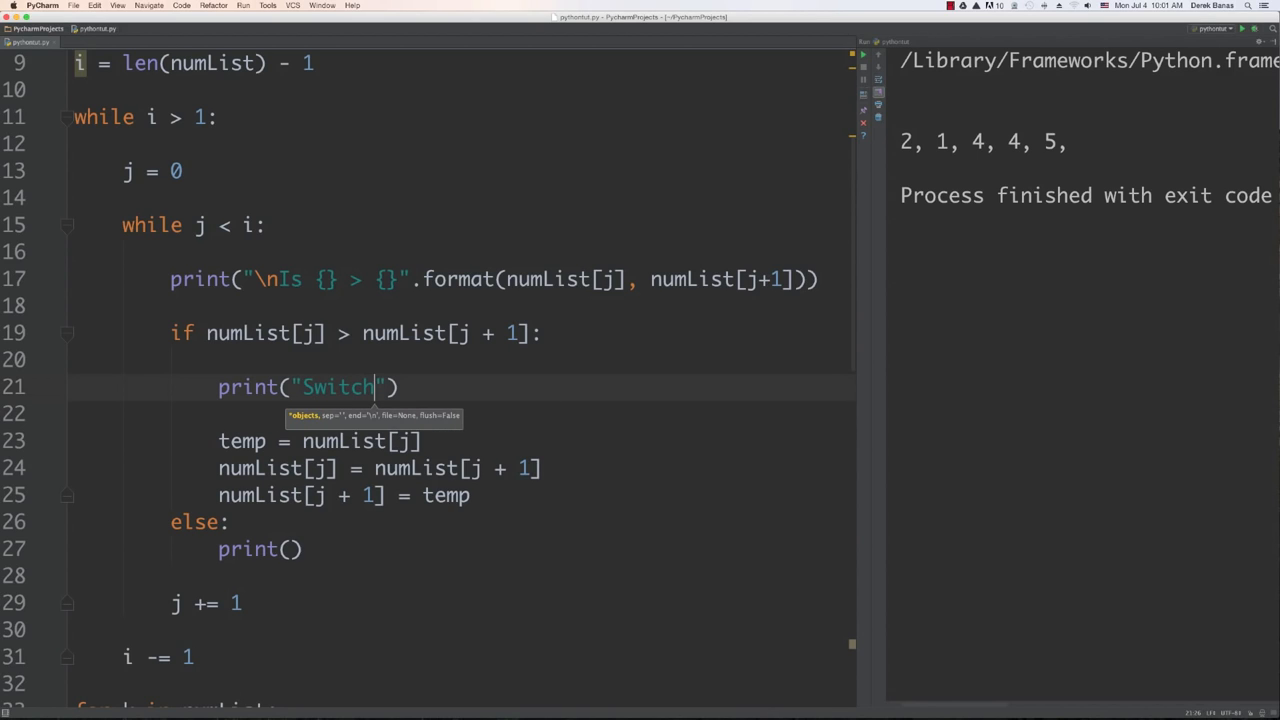 PyCharm File Edit View Navigate Code Refactor Run Tools VCS Window Help
10 Mon Jul 4 10:01 AM Derek Banas
pythontut.py - PycharmProjects - [~/PycharmProjects]
PycharmProjects pythontut.py
pythontut
pythontut.py
Run: pythontut
9 i = len(numList) - 1
10
11 while i > 1:
12
13 j = 0
14
15 while j < i:
16
17 print("\nIs {} > {}".format(numList[j], numList[j+1]))
18
19 if numList[j] > numList[j + 1]:
20
21 print("Switch")
22
*objects, sep=' ', end='\n', file=None, flush=False
23 temp = numList[j]
24 numList[j] = numList[j + 1]
25 numList[j + 1] = temp
26 else:
27 print()
28
29 j += 1
30
31 i -= 1
32
/Library/Frameworks/Python.frame
2, 1, 4, 4, 5,
Process finished with exit code
21:26 LF‡ UTF-8‡